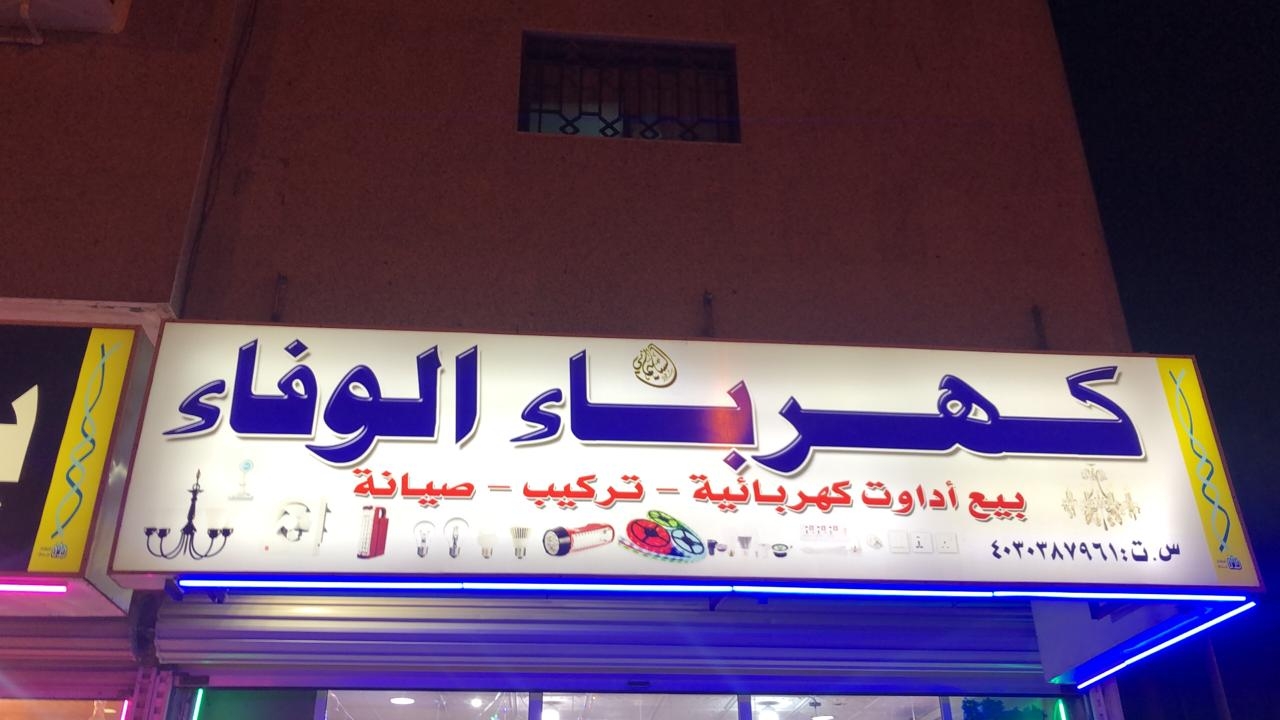 كهرباء الوفاء
بيع أداوت كهربائية - تركيب - صيانة
س.ت: ٤٠٣٠٣٨٧٩٦١